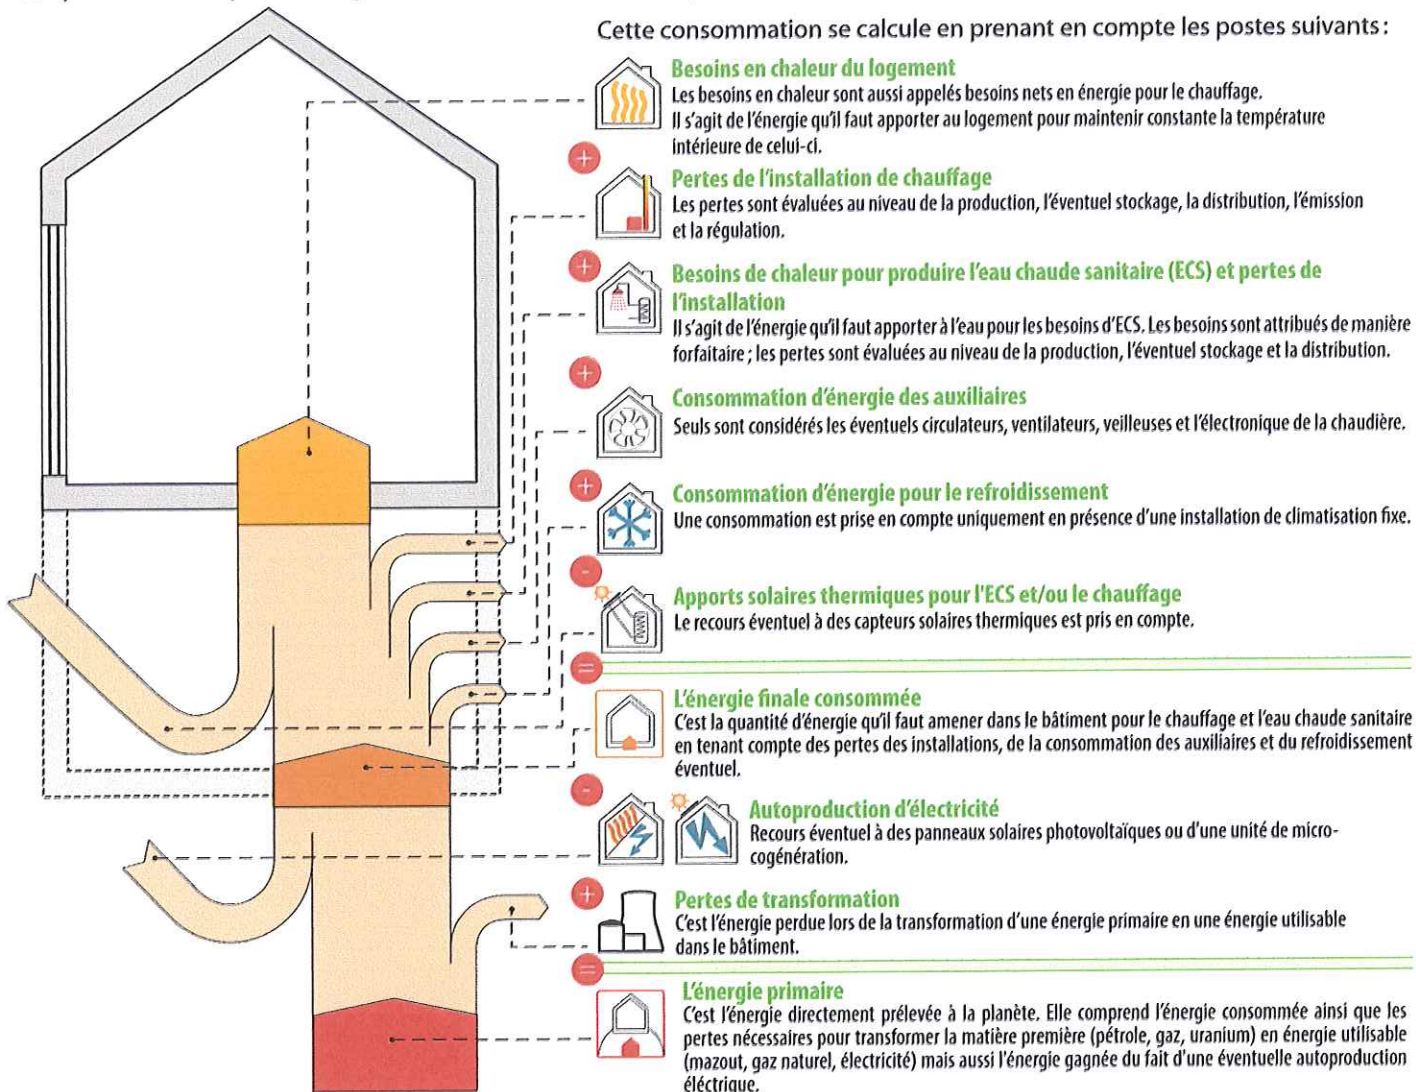 Cette consommation se calcule en prenant en compte les postes suivants :
Besoins en chaleur du logement
Les besoins en chaleur sont aussi appelés besoins nets en énergie pour le chauffage.
Il s'agit de l'énergie qu'il faut apporter au logement pour maintenir constante la température
intérieure de celui-ci.
+
Pertes de l'installation de chauffage
Les pertes sont évaluées au niveau de la production, l'éventuel stockage, la distribution, l'émission
et la régulation.
+
Besoins de chaleur pour produire l'eau chaude sanitaire (ECS) et pertes de
l'installation
Il s'agit de l'énergie qu'il faut apporter à l'eau pour les besoins d'ECS. Les besoins sont attribués de manière
forfaitaire ; les pertes sont évaluées au niveau de la production, l'éventuel stockage et la distribution.
+
Consommation d'énergie des auxiliaires
Seuls sont considérés les éventuels circulateurs, ventilateurs, veilleuses et l'électronique de la chaudière.
+
Consommation d'énergie pour le refroidissement
Une consommation est prise en compte uniquement en présence d'une installation de climatisation fixe.
-
Apports solaires thermiques pour l'ECS et/ou le chauffage
Le recours éventuel à des capteurs solaires thermiques est pris en compte.
=
L'énergie finale consommée
C'est la quantité d'énergie qu'il faut amener dans le bâtiment pour le chauffage et l'eau chaude sanitaire
en tenant compte des pertes des installations, de la consommation des auxiliaires et du refroidissement
éventuel.
-
Autoproduction d'électricité
Recours éventuel à des panneaux solaires photovoltaïques ou d'une unité de micro-
cogénération.
+
Pertes de transformation
C'est l'énergie perdue lors de la transformation d'une énergie primaire en une énergie utilisable
dans le bâtiment.
=
L'énergie primaire
C'est l'énergie directement prélevée à la planète. Elle comprend l'énergie consommée ainsi que les
pertes nécessaires pour transformer la matière première (pétrole, gaz, uranium) en énergie utilisable
(mazout, gaz naturel, électricité) mais aussi l'énergie gagnée du fait d'une éventuelle autoproduction
éléctrique.